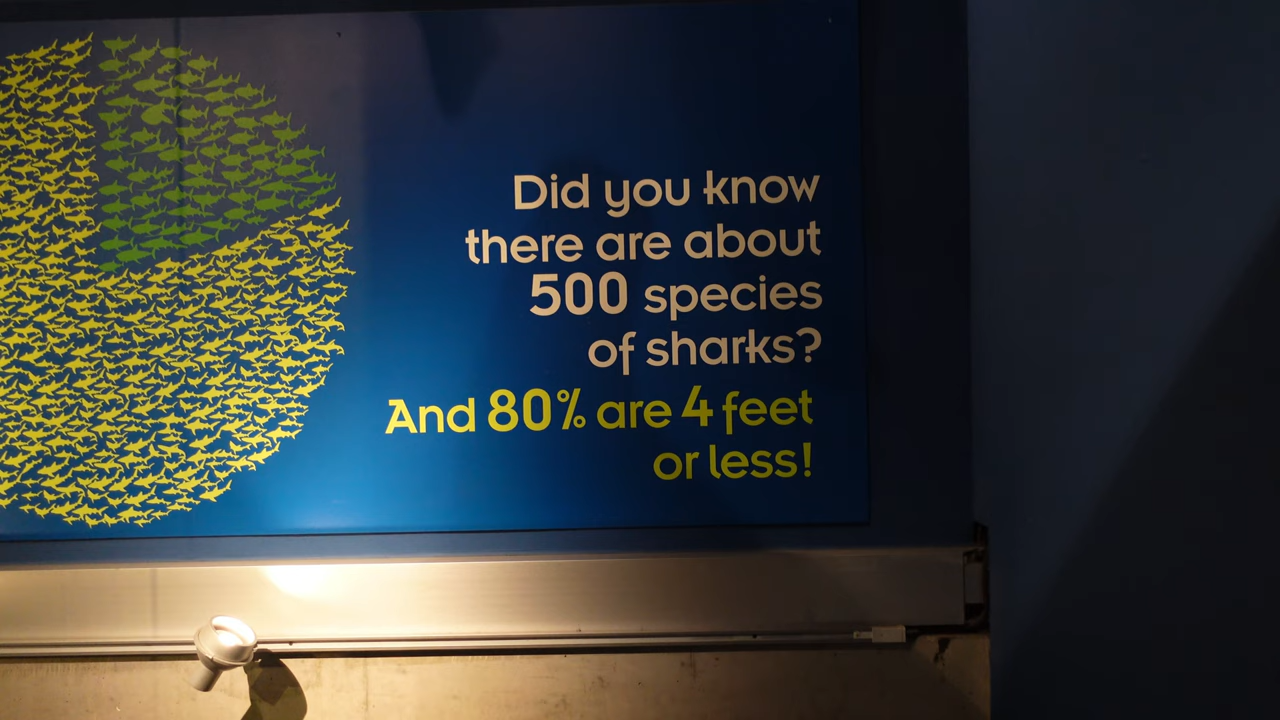 Did you know
there are about
500 species
of sharks?
And 80% are 4 feet
or less!